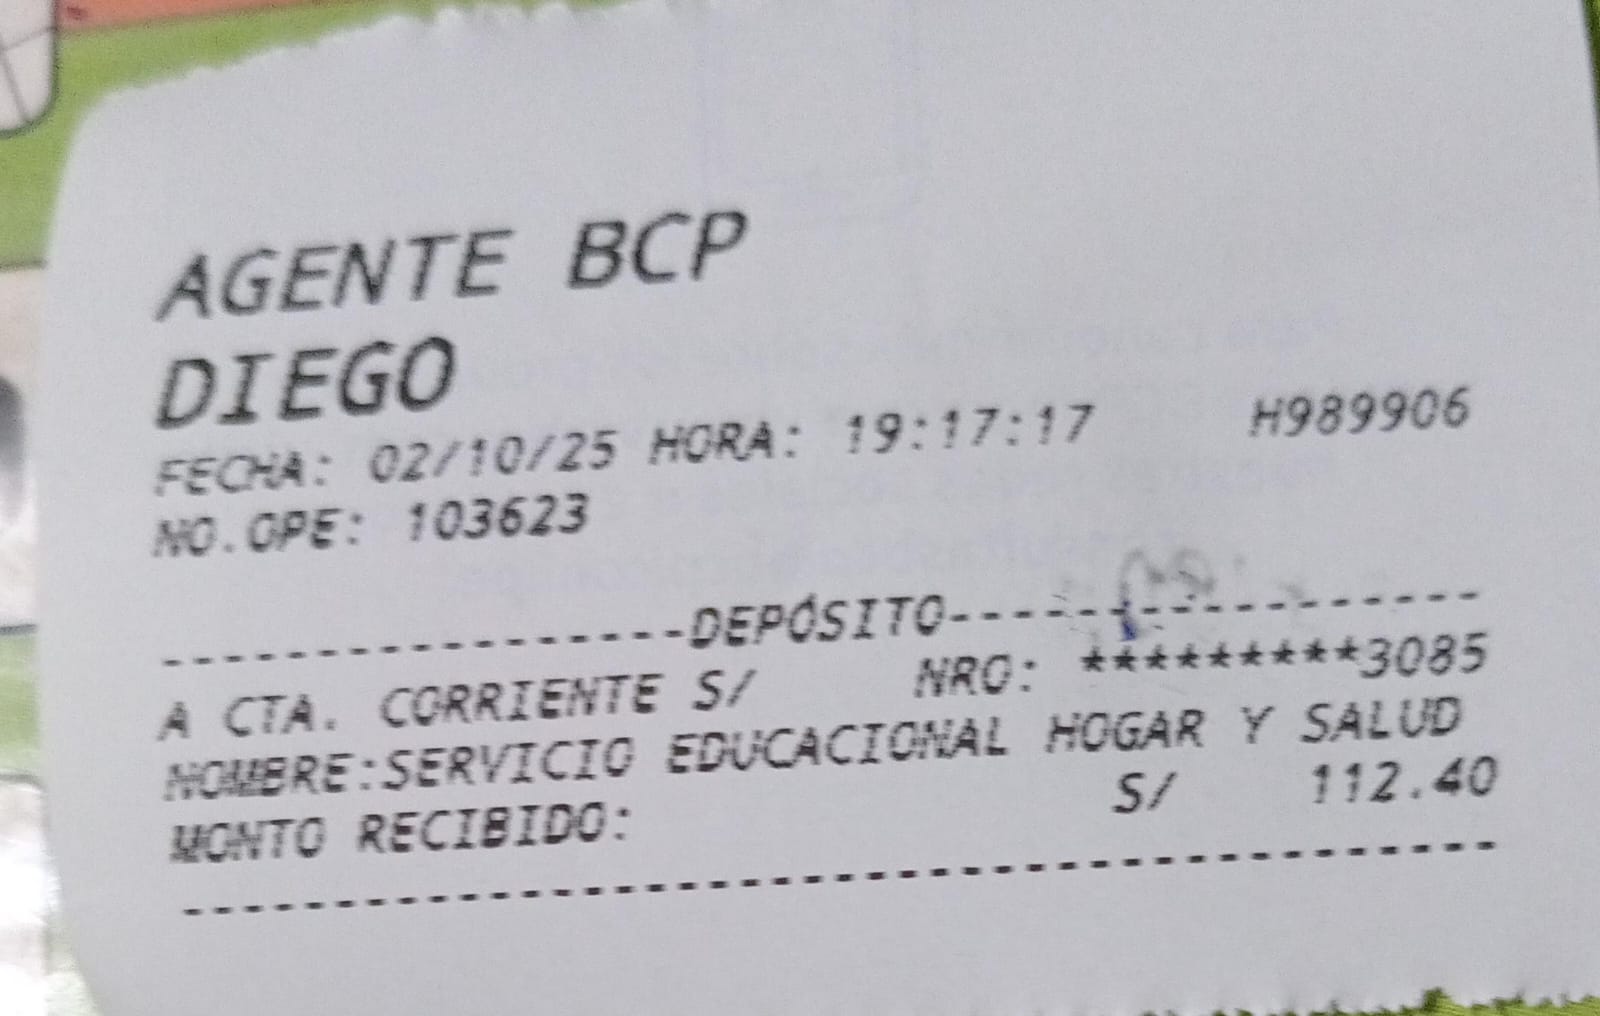 AGENTE BCP
DIEGO
FECHA: 02/10/25 HORA: 19:17:17 H989906
NO.OPE: 103623
-----------------DEPÓSITO-----------------
A CTA. CORRIENTE S/ NRO: *********3085
NOMBRE:SERVICIO EDUCACIONAL HOGAR Y SALUD
MONTO RECIBIDO: S/ 112.40
------------------------------------------